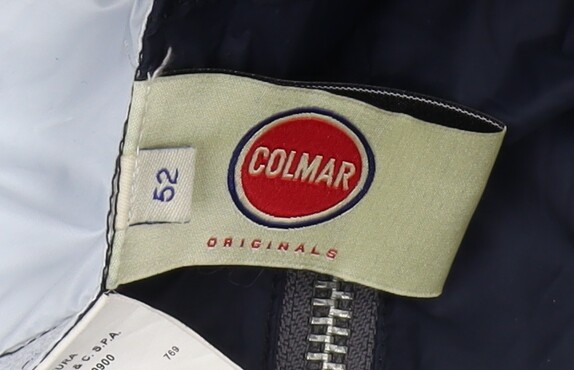 52
COLMAR
ORIGINALS
& C. S.P.A.
769